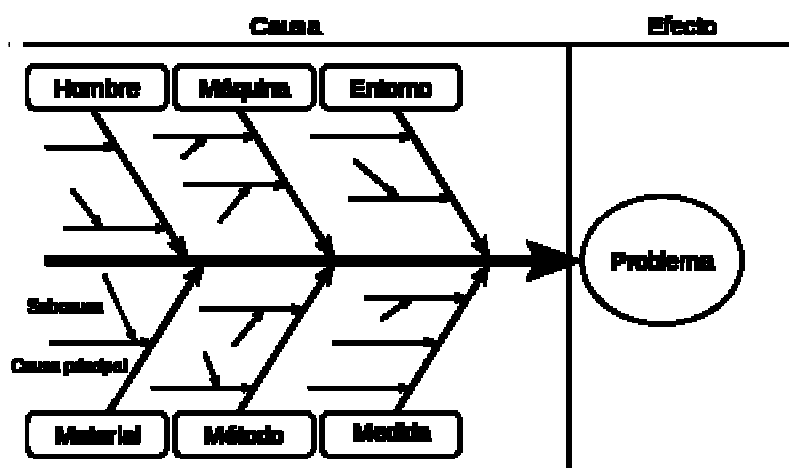 Causa
Efecto
Hombre
Máquina
Entorno
Problema
Subcausa
Causa principal
Material
Método
Medida